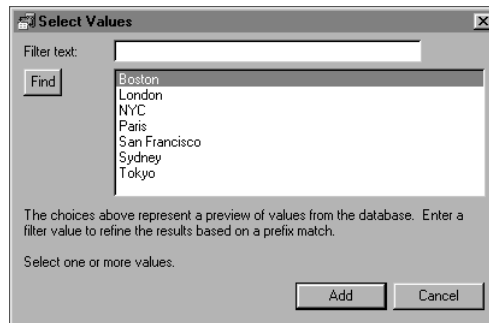 Select Values
Filter text:
Find
Boston
London
NYC
Paris
San Francisco
Sydney
Tokyo
The choices above represent a preview of values from the database. Enter a
filter value to refine the results based on a prefix match.
Select one or more values.
Add Cancel